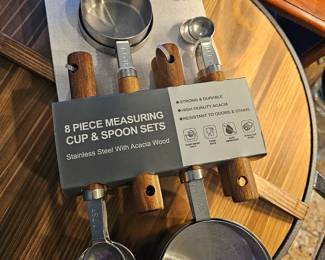 8 PIECE MEASURING
CUP & SPOON SETS
Stainless Steel With Acacia Wood
● STRONG & DURABLE
● HIGH QUALITY ACACIA
● RESISTANT TO ODORS & STAINS